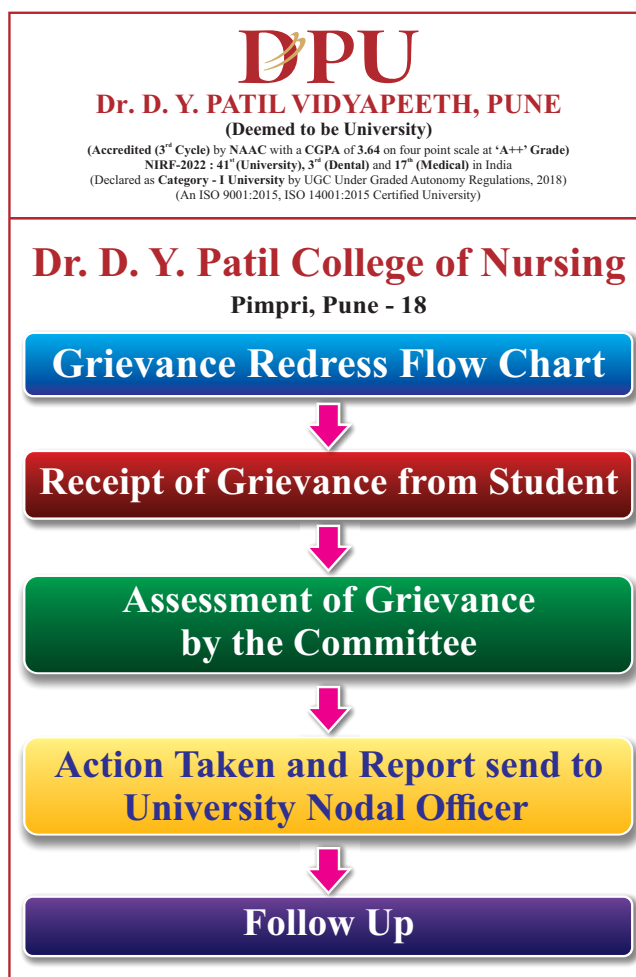 DPU
Dr. D. Y. PATIL VIDYAPEETH, PUNE
(Deemed to be University)
(Accredited (3rd Cycle) by NAAC with a CGPA of 3.64 on four point scale at ‘A++’ Grade)
NIRF-2022 : 41st (University), 3rd (Dental) and 17th (Medical) in India
(Declared as Category - I University by UGC Under Graded Autonomy Regulations, 2018)
(An ISO 9001:2015, ISO 14001:2015 Certified University)
Dr. D. Y. Patil College of Nursing
Pimpri, Pune - 18
Grievance Redress Flow Chart
Receipt of Grievance from Student
Assessment of Grievance
by the Committee
Action Taken and Report send to
University Nodal Officer
Follow Up